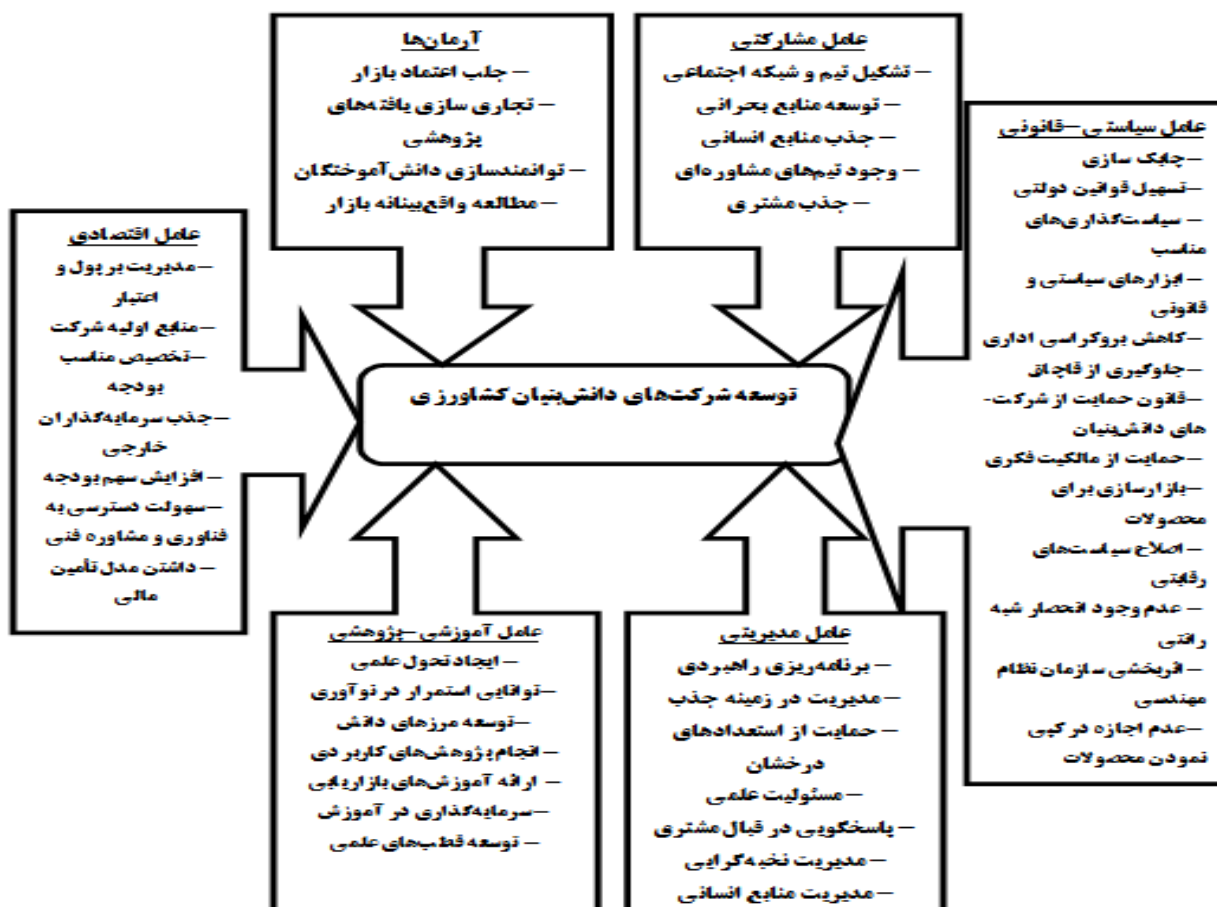 آرمان‌ها
– جلب اعتماد بازار
– تجاری سازی یافته‌های
پژوهشی
– توانمندسازی دانش‌آموختگان
– مطالعه واقع‌بینانه بازار
عامل مشارکتی
– تشکیل تیم و شبکه اجتماعی
– توسعه منابع بحرانی
– جذب منابع انسانی
– وجود تیم‌های مشاوره‌ای
– جذب مشتری
عامل سیاستی–قانونی
–چابک سازی
–تسهیل قوانین دولتی
– سیاست‌گذاری‌های
مناسب
– ابزارهای سیاستی و
قانونی
–کاهش بروکراسی اداری
–جلوگیری از قاچاق
–قانون حمایت از شرکت-
های دانش‌بنیان
–حمایت از مالکیت فکری
–بازارسازی برای
محصولات
– اصلاح سیاست‌های
رقابتی
– عدم وجود انحصار شبه
رانتی
– اثربخشی سازمان نظام
مهندسی
–عدم اجازه در کپی
نمودن محصولات
عامل اقتصادی
–مدیریت بر پول و
اعتبار
–منابع اولیه شرکت
–تخصیص مناسب
بودجه
–جذب سرمایه‌گذاران
خارجی
–افزایش سهم بودجه
–سهولت دسترسی به
فناوری و مشاوره فنی
– داشتن مدل تأمین
مالی
توسعه شرکت‌های دانش‌بنیان کشاورزی
عامل آموزشی–پژوهشی
– ایجاد تحول علمی
–توانایی استمرار در نوآوری
–توسعه مرزهای دانش
– انجام پژوهش‌های کاربردی
– ارائه آموزش‌های بازاریابی
–سرمایه‌گذاری در آموزش
– توسعه قطب‌های علمی
عامل مدیریتی
– برنامه‌ریزی راهبردی
– مدیریت در زمینه جذب
– حمایت از استعدادهای
درخشان
–مسئولیت علمی
– پاسخگویی در قبال مشتری
– مدیریت نخبه‌گرایی
– مدیریت منابع انسانی